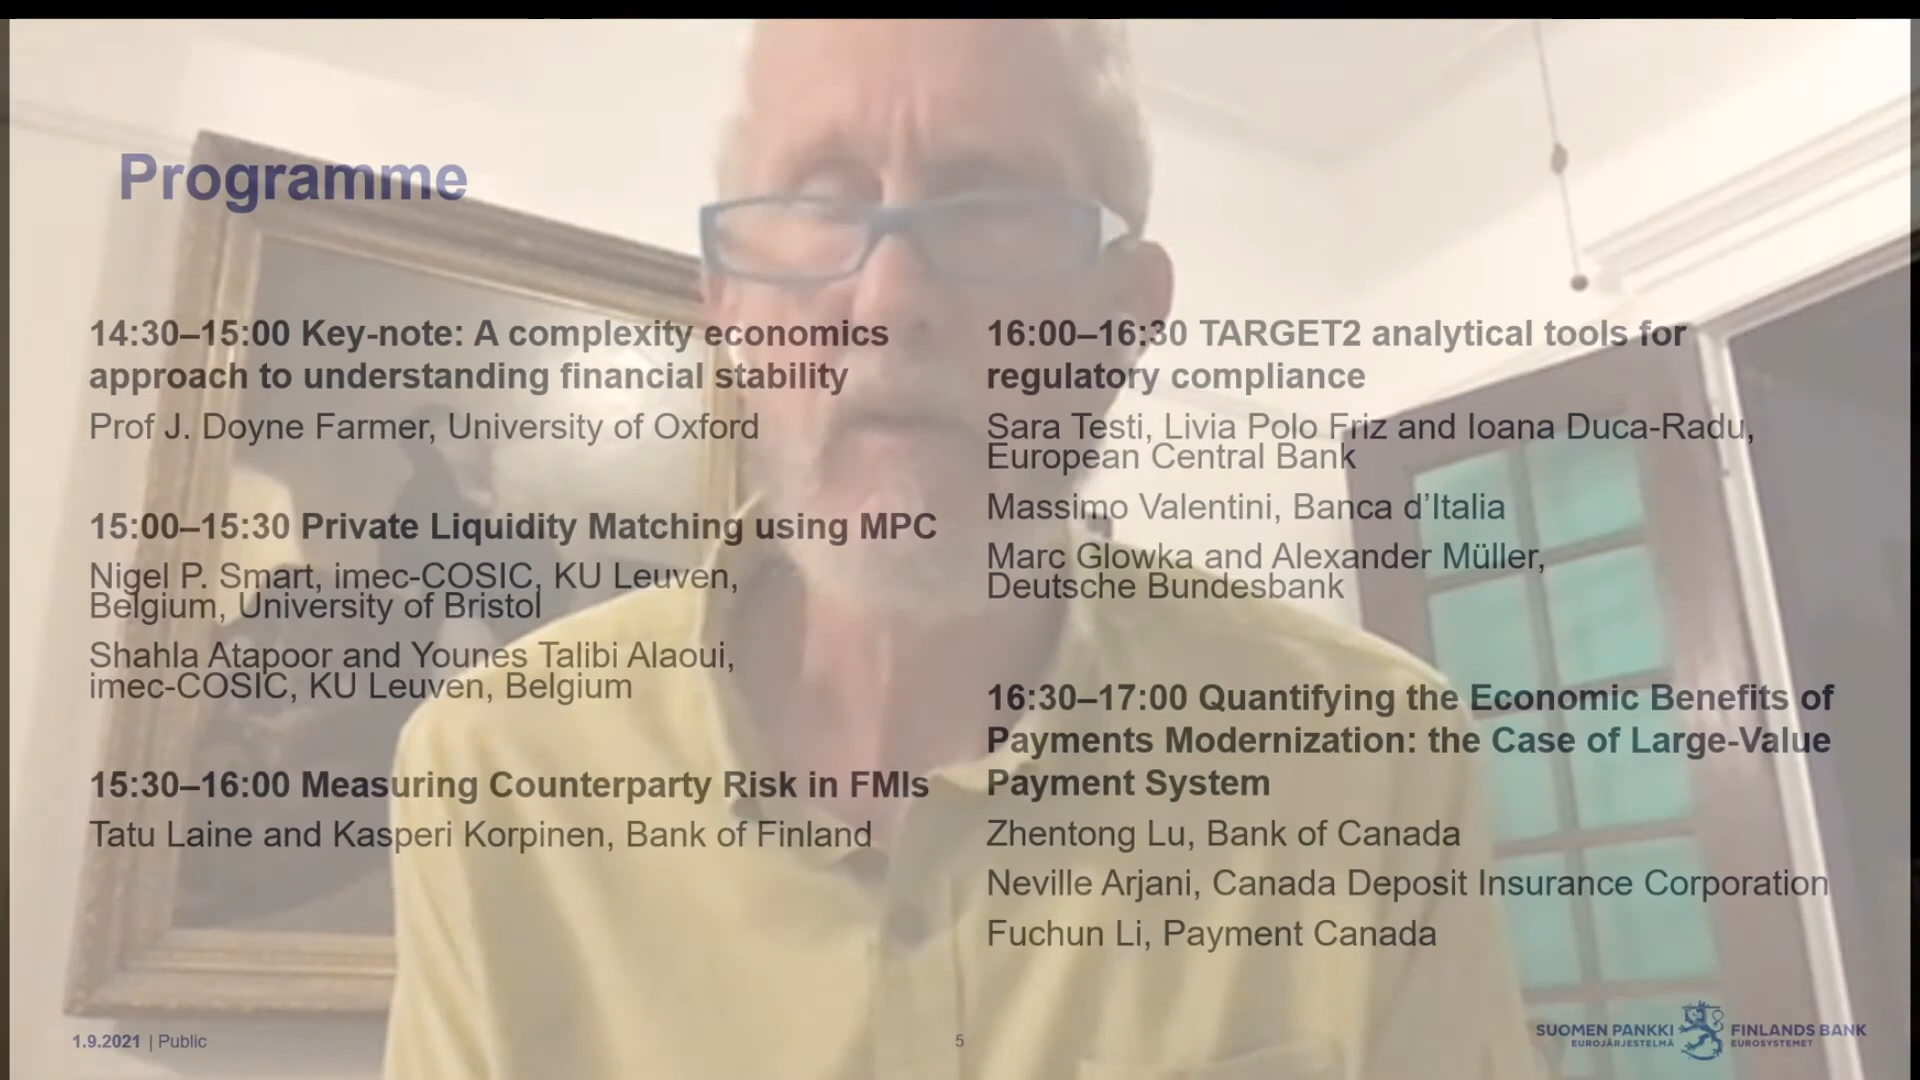 Programme
14:30–15:00 Key-note: A complexity economics
approach to understanding financial stability
Prof J. Doyne Farmer, University of Oxford
15:00–15:30 Private Liquidity Matching using MPC
Nigel P. Smart, imec-COSIC, KU Leuven,
Belgium, University of Bristol
Shahla Atapoor and Younes Talibi Alaoui,
imec-COSIC, KU Leuven, Belgium
15:30–16:00 Measuring Counterparty Risk in FMIs
Tatu Laine and Kasperi Korpinen, Bank of Finland
16:00–16:30 TARGET2 analytical tools for
regulatory compliance
Sara Testi, Livia Polo Friz and Ioana Duca-Radu,
European Central Bank
Massimo Valentini, Banca d’Italia
Marc Glowka and Alexander Müller,
Deutsche Bundesbank
16:30–17:00 Quantifying the Economic Benefits of
Payments Modernization: the Case of Large-Value
Payment System
Zhentong Lu, Bank of Canada
Neville Arjani, Canada Deposit Insurance Corporation
Fuchun Li, Payment Canada
1.9.2021 | Public
5
SUOMEN PANKKI
EUROJÄRJESTELMÄ
FINLANDS BANK
EUROSYSTEMET